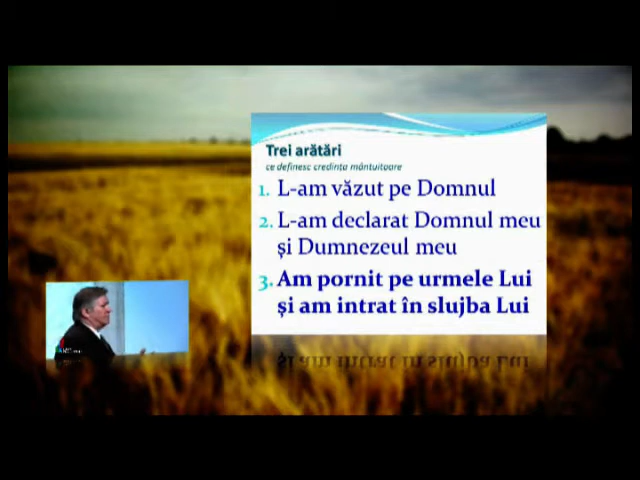 Trei arătări
ce definesc credința mântuitoare
1. L-am văzut pe Domnul
2. L-am declarat Domnul meu
și Dumnezeul meu
3. Am pornit pe urmele Lui
și am intrat în slujba Lui